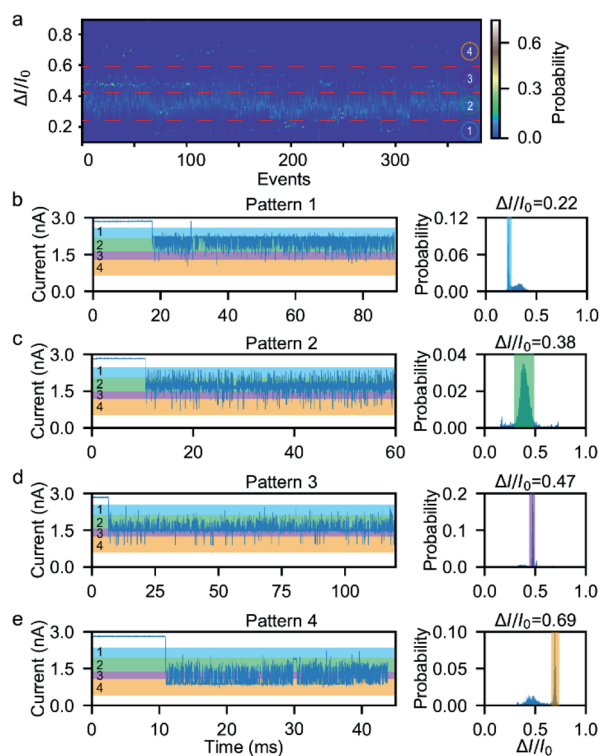 a
0.8
0.6
0.4
0.2
ΔI/I0
0 100 200 300
Events
4
3
2
1
0.6
0.3
0.0
Probability
b
Pattern 1
ΔI/I0=0.22
Current (nA)
3.0
1.5
0.0
1
2
3
4
0 20 40 60 80
Probability
0.12
0.06
0.00
0.0 0.5 1.0
c
Pattern 2
ΔI/I0=0.38
Current (nA)
3.0
1.5
0.0
1
2
3
4
0 20 40 60
Probability
0.04
0.02
0.00
0.0 0.5 1.0
d
Pattern 3
ΔI/I0=0.47
Current (nA)
3.0
1.5
0.0
1
2
3
4
0 25 50 75 100
Probability
0.2
0.1
0.0
0.0 0.5 1.0
e
Pattern 4
ΔI/I0=0.69
Current (nA)
3.0
1.5
0.0
1
2
3
4
0 10 20 30 40
Time (ms)
Probability
0.10
0.05
0.00
0.0 0.5 1.0
ΔI/I0